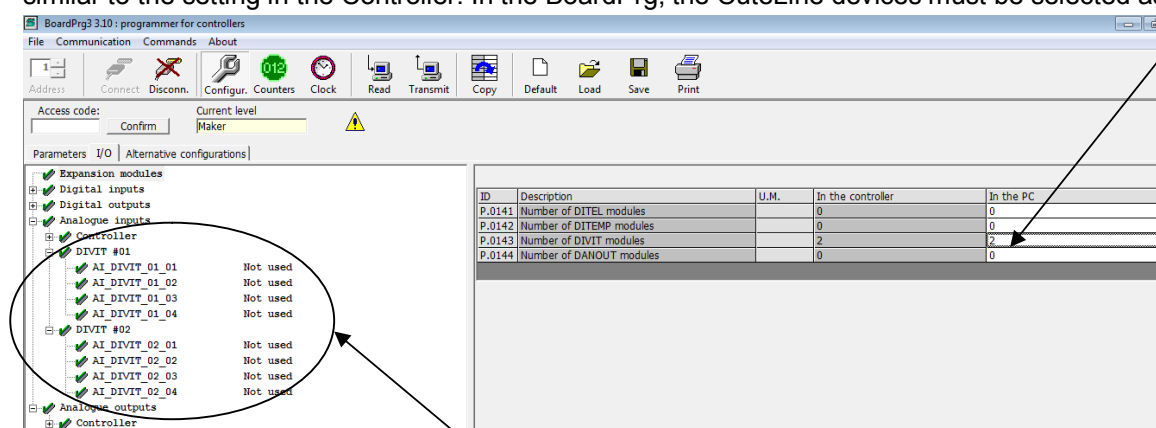 similar to the setting in the Controller. In the BoardPrg, the CuteLine devices must be selected
BoardPrg3 3.10 : programmer for controllers
File Communication Commands About
1
012
Address Connect Disconn. Configur. Counters Clock Read Transmit Copy Default Load Save Print
Access code: Current level
Confirm Maker
Parameters I/O Alternative configurations
Expansion modules
Digital inputs
Digital outputs
Analogue inputs
Controller
DIVIT #01
AI_DIVIT_01_01 Not used
AI_DIVIT_01_02 Not used
AI_DIVIT_01_03 Not used
AI_DIVIT_01_04 Not used
DIVIT #02
AI_DIVIT_02_01 Not used
AI_DIVIT_02_02 Not used
AI_DIVIT_02_03 Not used
AI_DIVIT_02_04 Not used
Analogue outputs
Controller
ID Description U.M. In the controller In the PC
P.0141 Number of DITEL modules 0 0
P.0142 Number of DITEMP modules 0 0
P.0143 Number of DIVIT modules 2 2
P.0144 Number of DANOUT modules 0 0